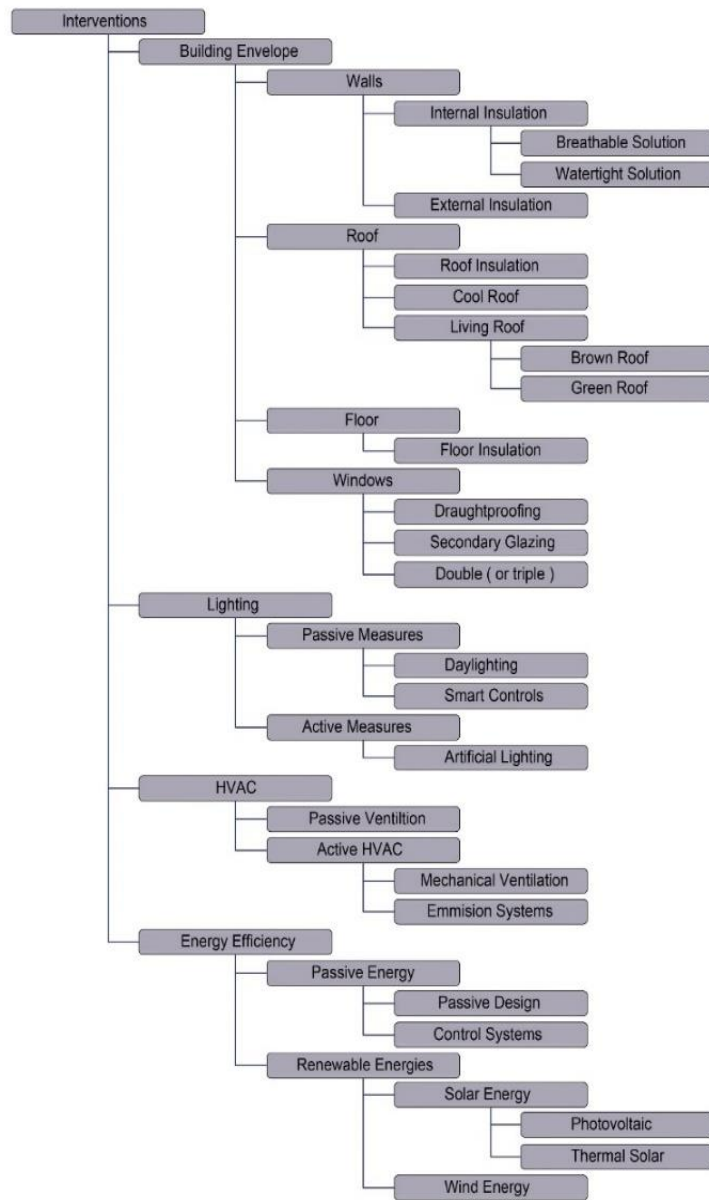 Interventions
Building Envelope
Walls
Internal Insulation
Breathable Solution
Watertight Solution
External Insulation
Roof
Roof Insulation
Cool Roof
Living Roof
Brown Roof
Green Roof
Floor
Floor Insulation
Windows
Draughtproofing
Secondary Glazing
Double ( or triple )
Lighting
Passive Measures
Daylighting
Smart Controls
Active Measures
Artificial Lighting
HVAC
Passive Ventiltion
Active HVAC
Mechanical Ventilation
Emmision Systems
Energy Efficiency
Passive Energy
Passive Design
Control Systems
Renewable Energies
Solar Energy
Photovoltaic
Thermal Solar
Wind Energy